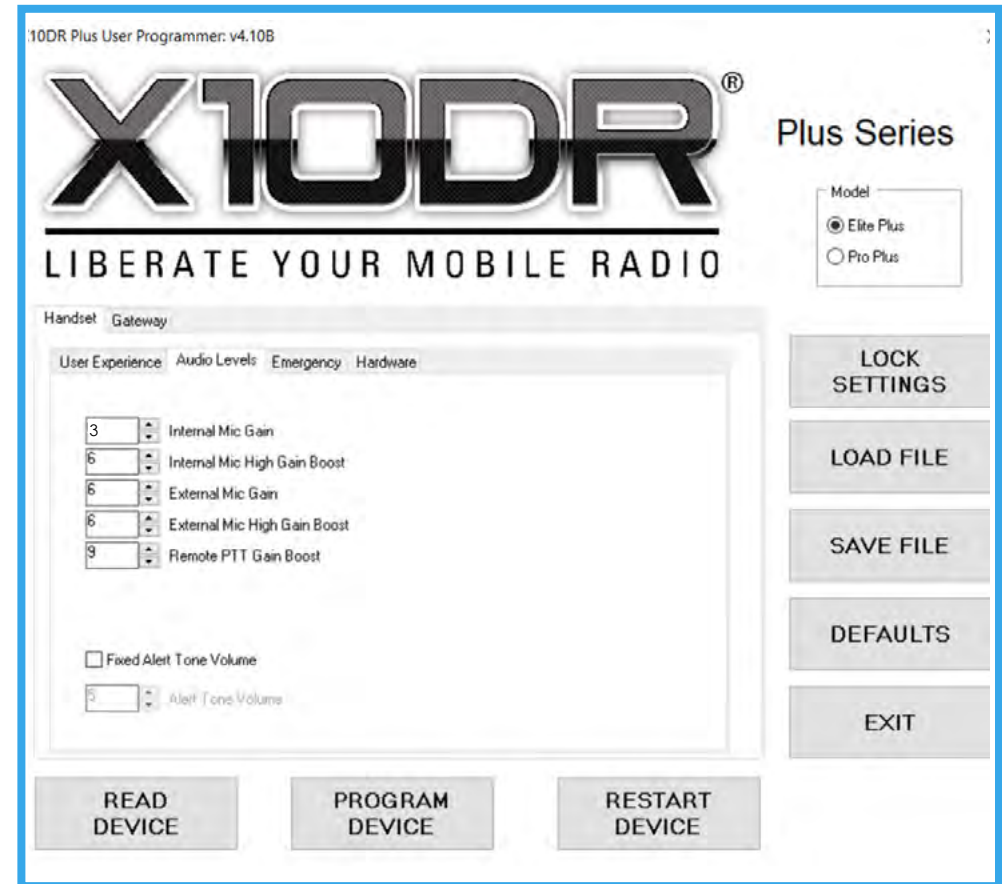 10DR Plus User Programmer: v4.10B
X10DR®
Plus Series
LIBERATE YOUR MOBILE RADIO
Model
Elite Plus
Pro Plus
Handset Gateway
User Experience Audio Levels Emergency Hardware
3 Internal Mic Gain
6 Internal Mic High Gain Boost
6 External Mic Gain
6 External Mic High Gain Boost
9 Remote PTT Gain Boost
Fixed Alert Tone Volume
5 Alert Tone Volume
LOCK
SETTINGS
LOAD FILE
SAVE FILE
DEFAULTS
EXIT
READ
DEVICE
PROGRAM
DEVICE
RESTART
DEVICE